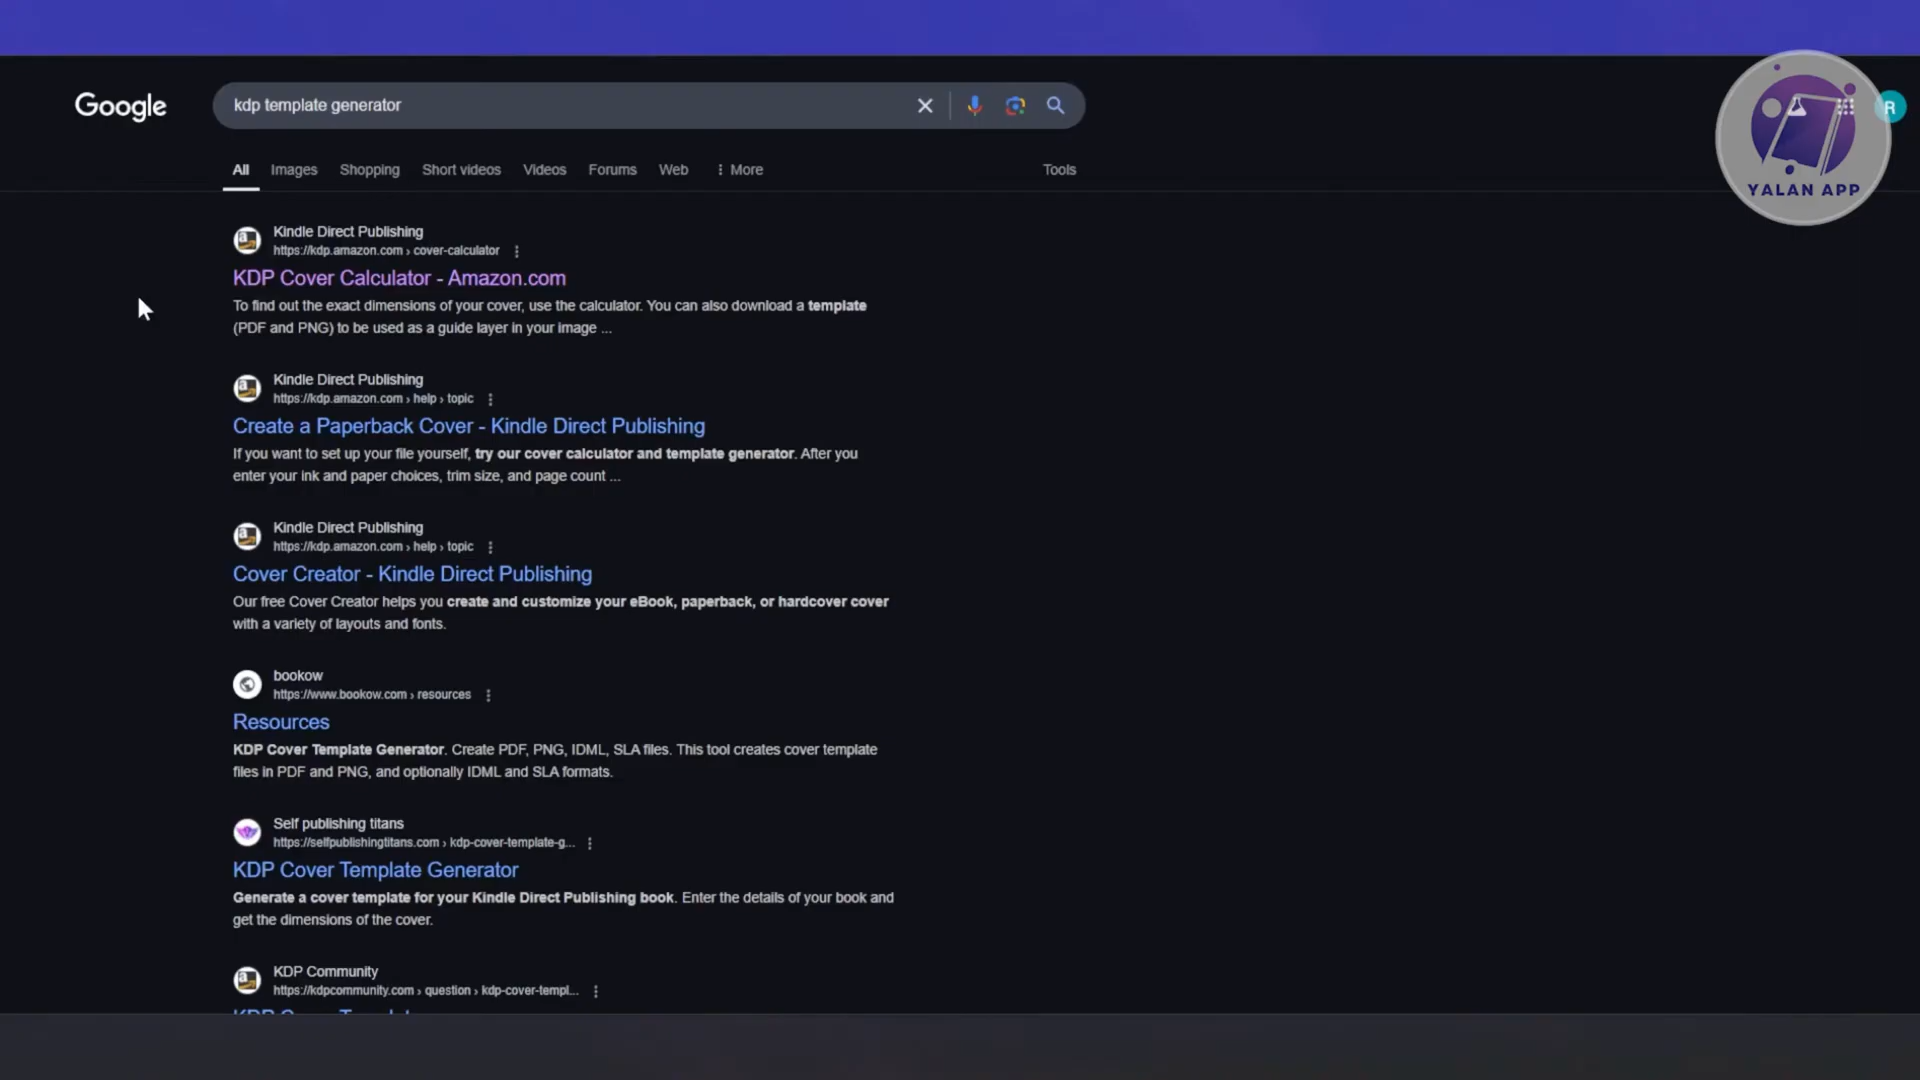 Google
kdp template generator
All Images Shopping Short videos Videos Forums Web More Tools
R
YALAN APP
Kindle Direct Publishing
https://kdp.amazon.com › cover-calculator
KDP Cover Calculator - Amazon.com
To find out the exact dimensions of your cover, use the calculator. You can also download a template
(PDF and PNG) to be used as a guide layer in your image ...
Kindle Direct Publishing
https://kdp.amazon.com › help › topic
Create a Paperback Cover - Kindle Direct Publishing
If you want to set up your file yourself, try our cover calculator and template generator. After you
enter your ink and paper choices, trim size, and page count ...
Kindle Direct Publishing
https://kdp.amazon.com › help › topic
Cover Creator - Kindle Direct Publishing
Our free Cover Creator helps you create and customize your eBook, paperback, or hardcover cover
with a variety of layouts and fonts.
bookow
https://www.bookow.com › resources
Resources
KDP Cover Template Generator. Create PDF, PNG, IDML, SLA files. This tool creates cover template
files in PDF and PNG, and optionally IDML and SLA formats.
Self publishing titans
https://selfpublishingtitans.com › kdp-cover-template-g...
KDP Cover Template Generator
Generate a cover template for your Kindle Direct Publishing book. Enter the details of your book and
get the dimensions of the cover.
KDP Community
https://kdpcommunity.com › question › kdp-cover-templ...